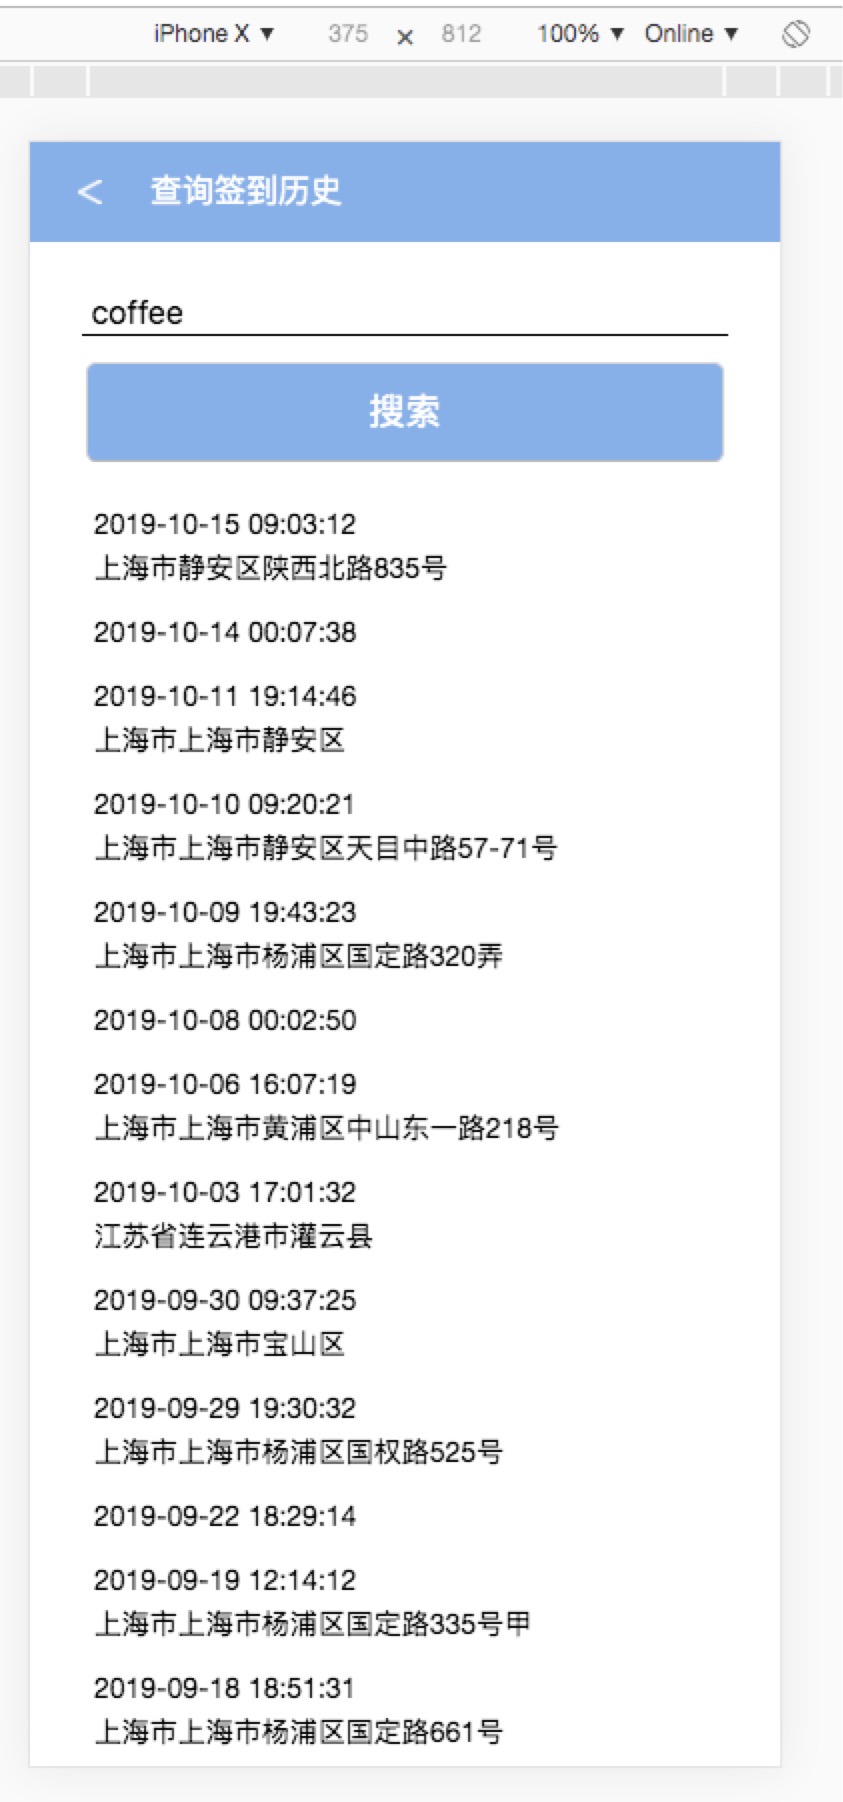 iPhone X ▼ 375 × 812 100% ▼ Online ▼
< 查询签到历史
coffee
搜索
2019-10-15 09:03:12
上海市静安区陕西北路835号
2019-10-14 00:07:38
2019-10-11 19:14:46
上海市上海市静安区
2019-10-10 09:20:21
上海市上海市静安区天目中路57-71号
2019-10-09 19:43:23
上海市上海市杨浦区国定路320弄
2019-10-08 00:02:50
2019-10-06 16:07:19
上海市上海市黄浦区中山东一路218号
2019-10-03 17:01:32
江苏省连云港市灌云县
2019-09-30 09:37:25
上海市上海市宝山区
2019-09-29 19:30:32
上海市上海市杨浦区国权路525号
2019-09-22 18:29:14
2019-09-19 12:14:12
上海市上海市杨浦区国定路335号甲
2019-09-18 18:51:31
上海市上海市杨浦区国定路661号